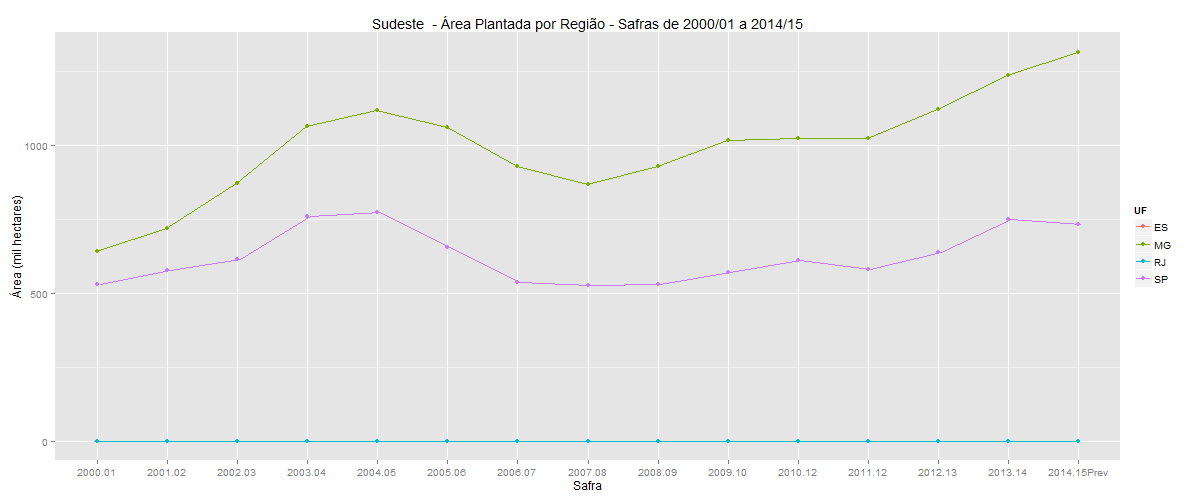 Sudeste  - Área Plantada por Região - Safras de 2000/01 a 2014/15
Área (mil hectares)
1000
500
0
2000.01 2001.02 2002.03 2003.04 2004.05 2005.06 2006.07 2007.08 2008.09 2009.10 2010.12 2011.12 2012.13 2013.14 2014.15Prev
Safra
UF
ES
MG
RJ
SP